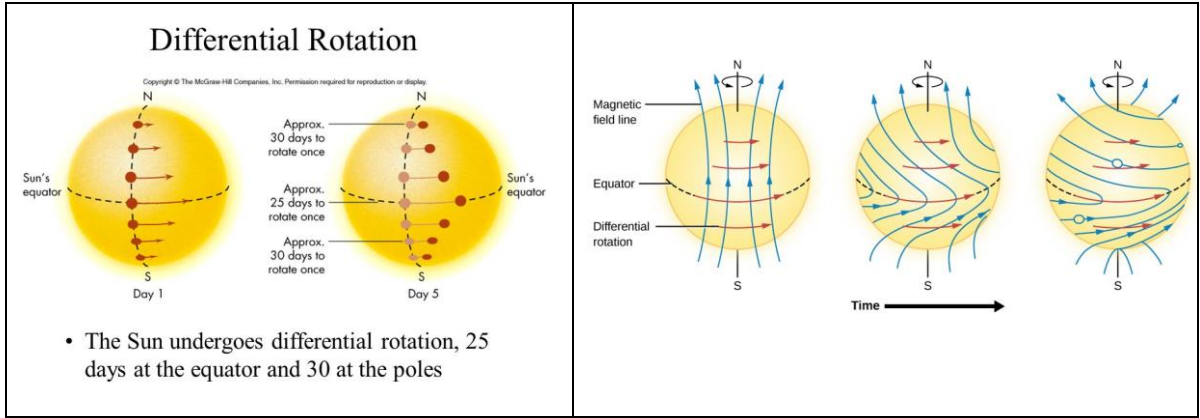 Differential Rotation
Copyright © The McGraw-Hill Companies, Inc. Permission required for reproduction or display.
N
Approx.
30 days to
rotate once
N
Sun's
equator
Approx.
25 days to
rotate once
Sun's
equator
Approx.
30 days to
rotate once
S
Day 1
S
Day 5
• The Sun undergoes differential rotation, 25
days at the equator and 30 at the poles
N
N
N
Magnetic
field line
Equator
Differential
rotation
S
S
S
Time